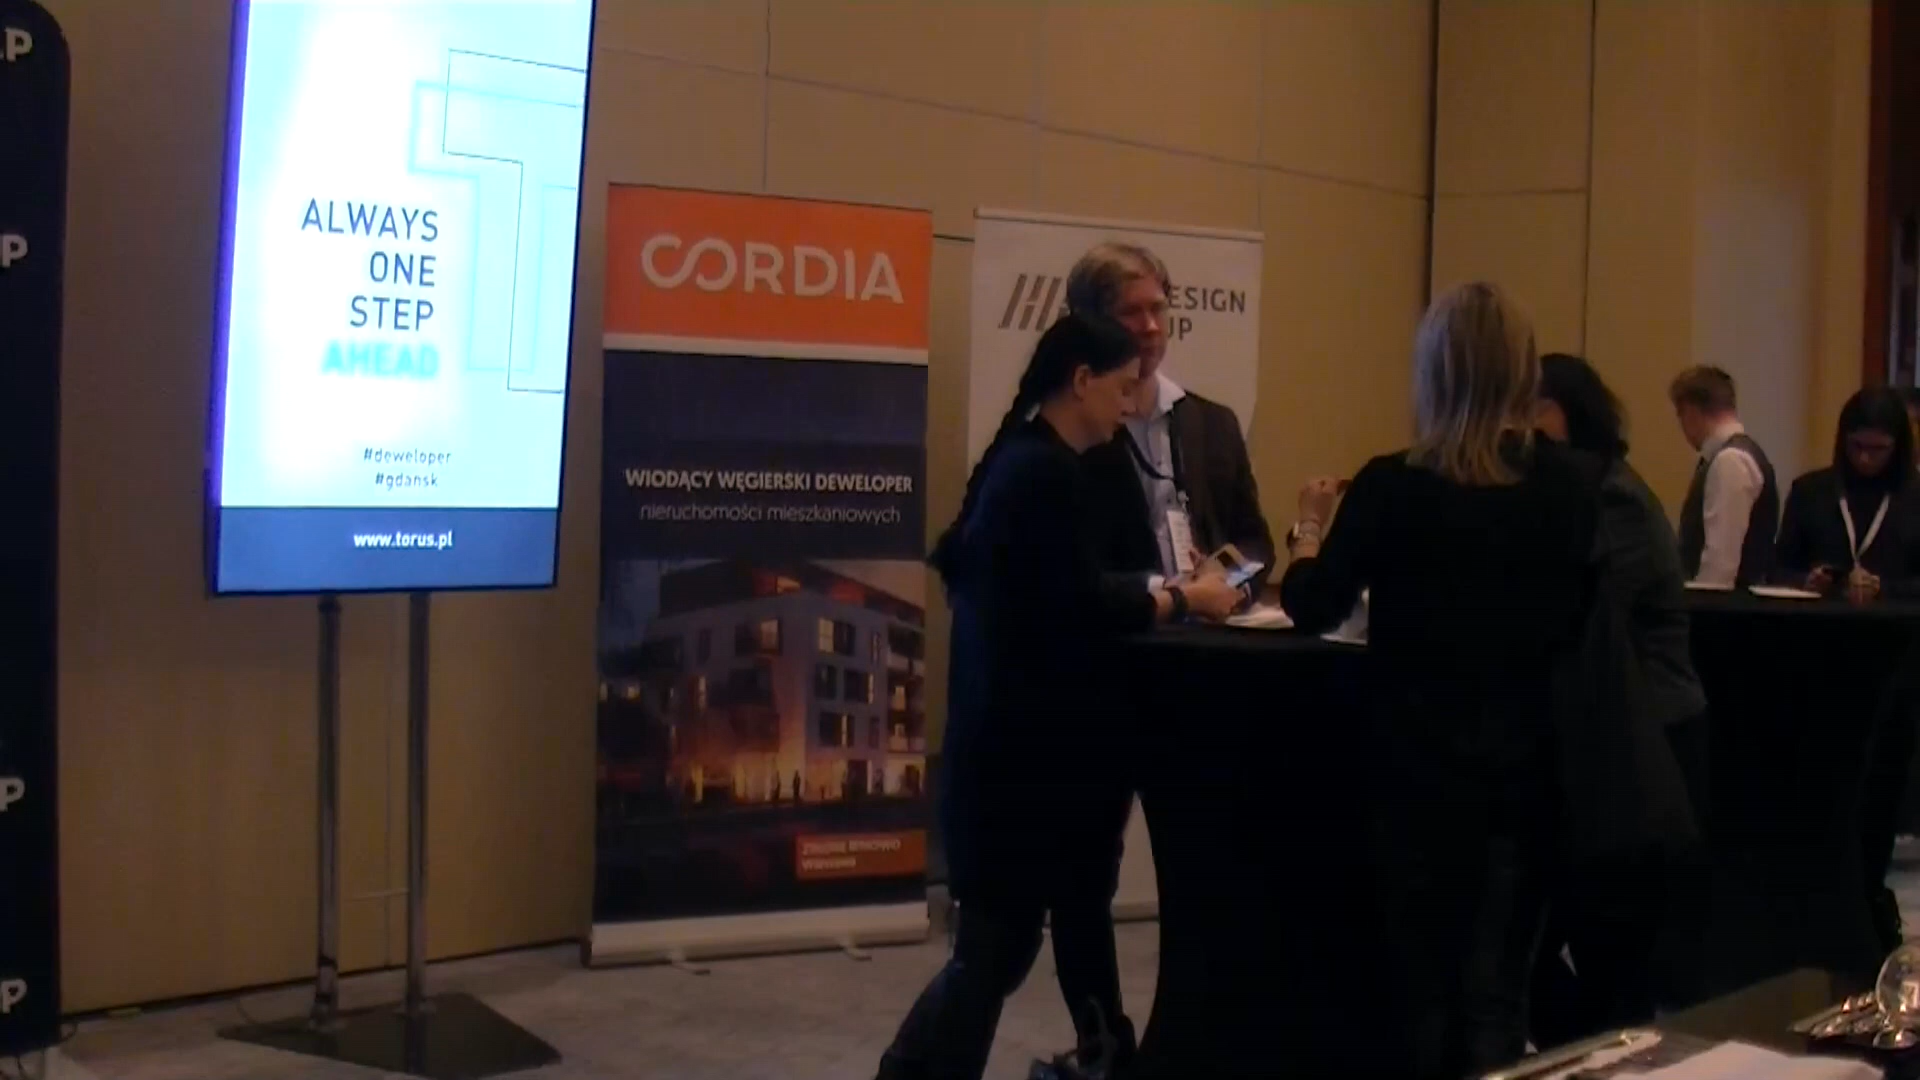 ALWAYS
ONE
STEP
AHEAD
#deweloper
#gdansk
www.torus.pl
CORDIA
WIODĄCY WĘGIERSKI DEWELOPER
nieruchomości mieszkaniowych
ESIGN
UP
P
P
P
P